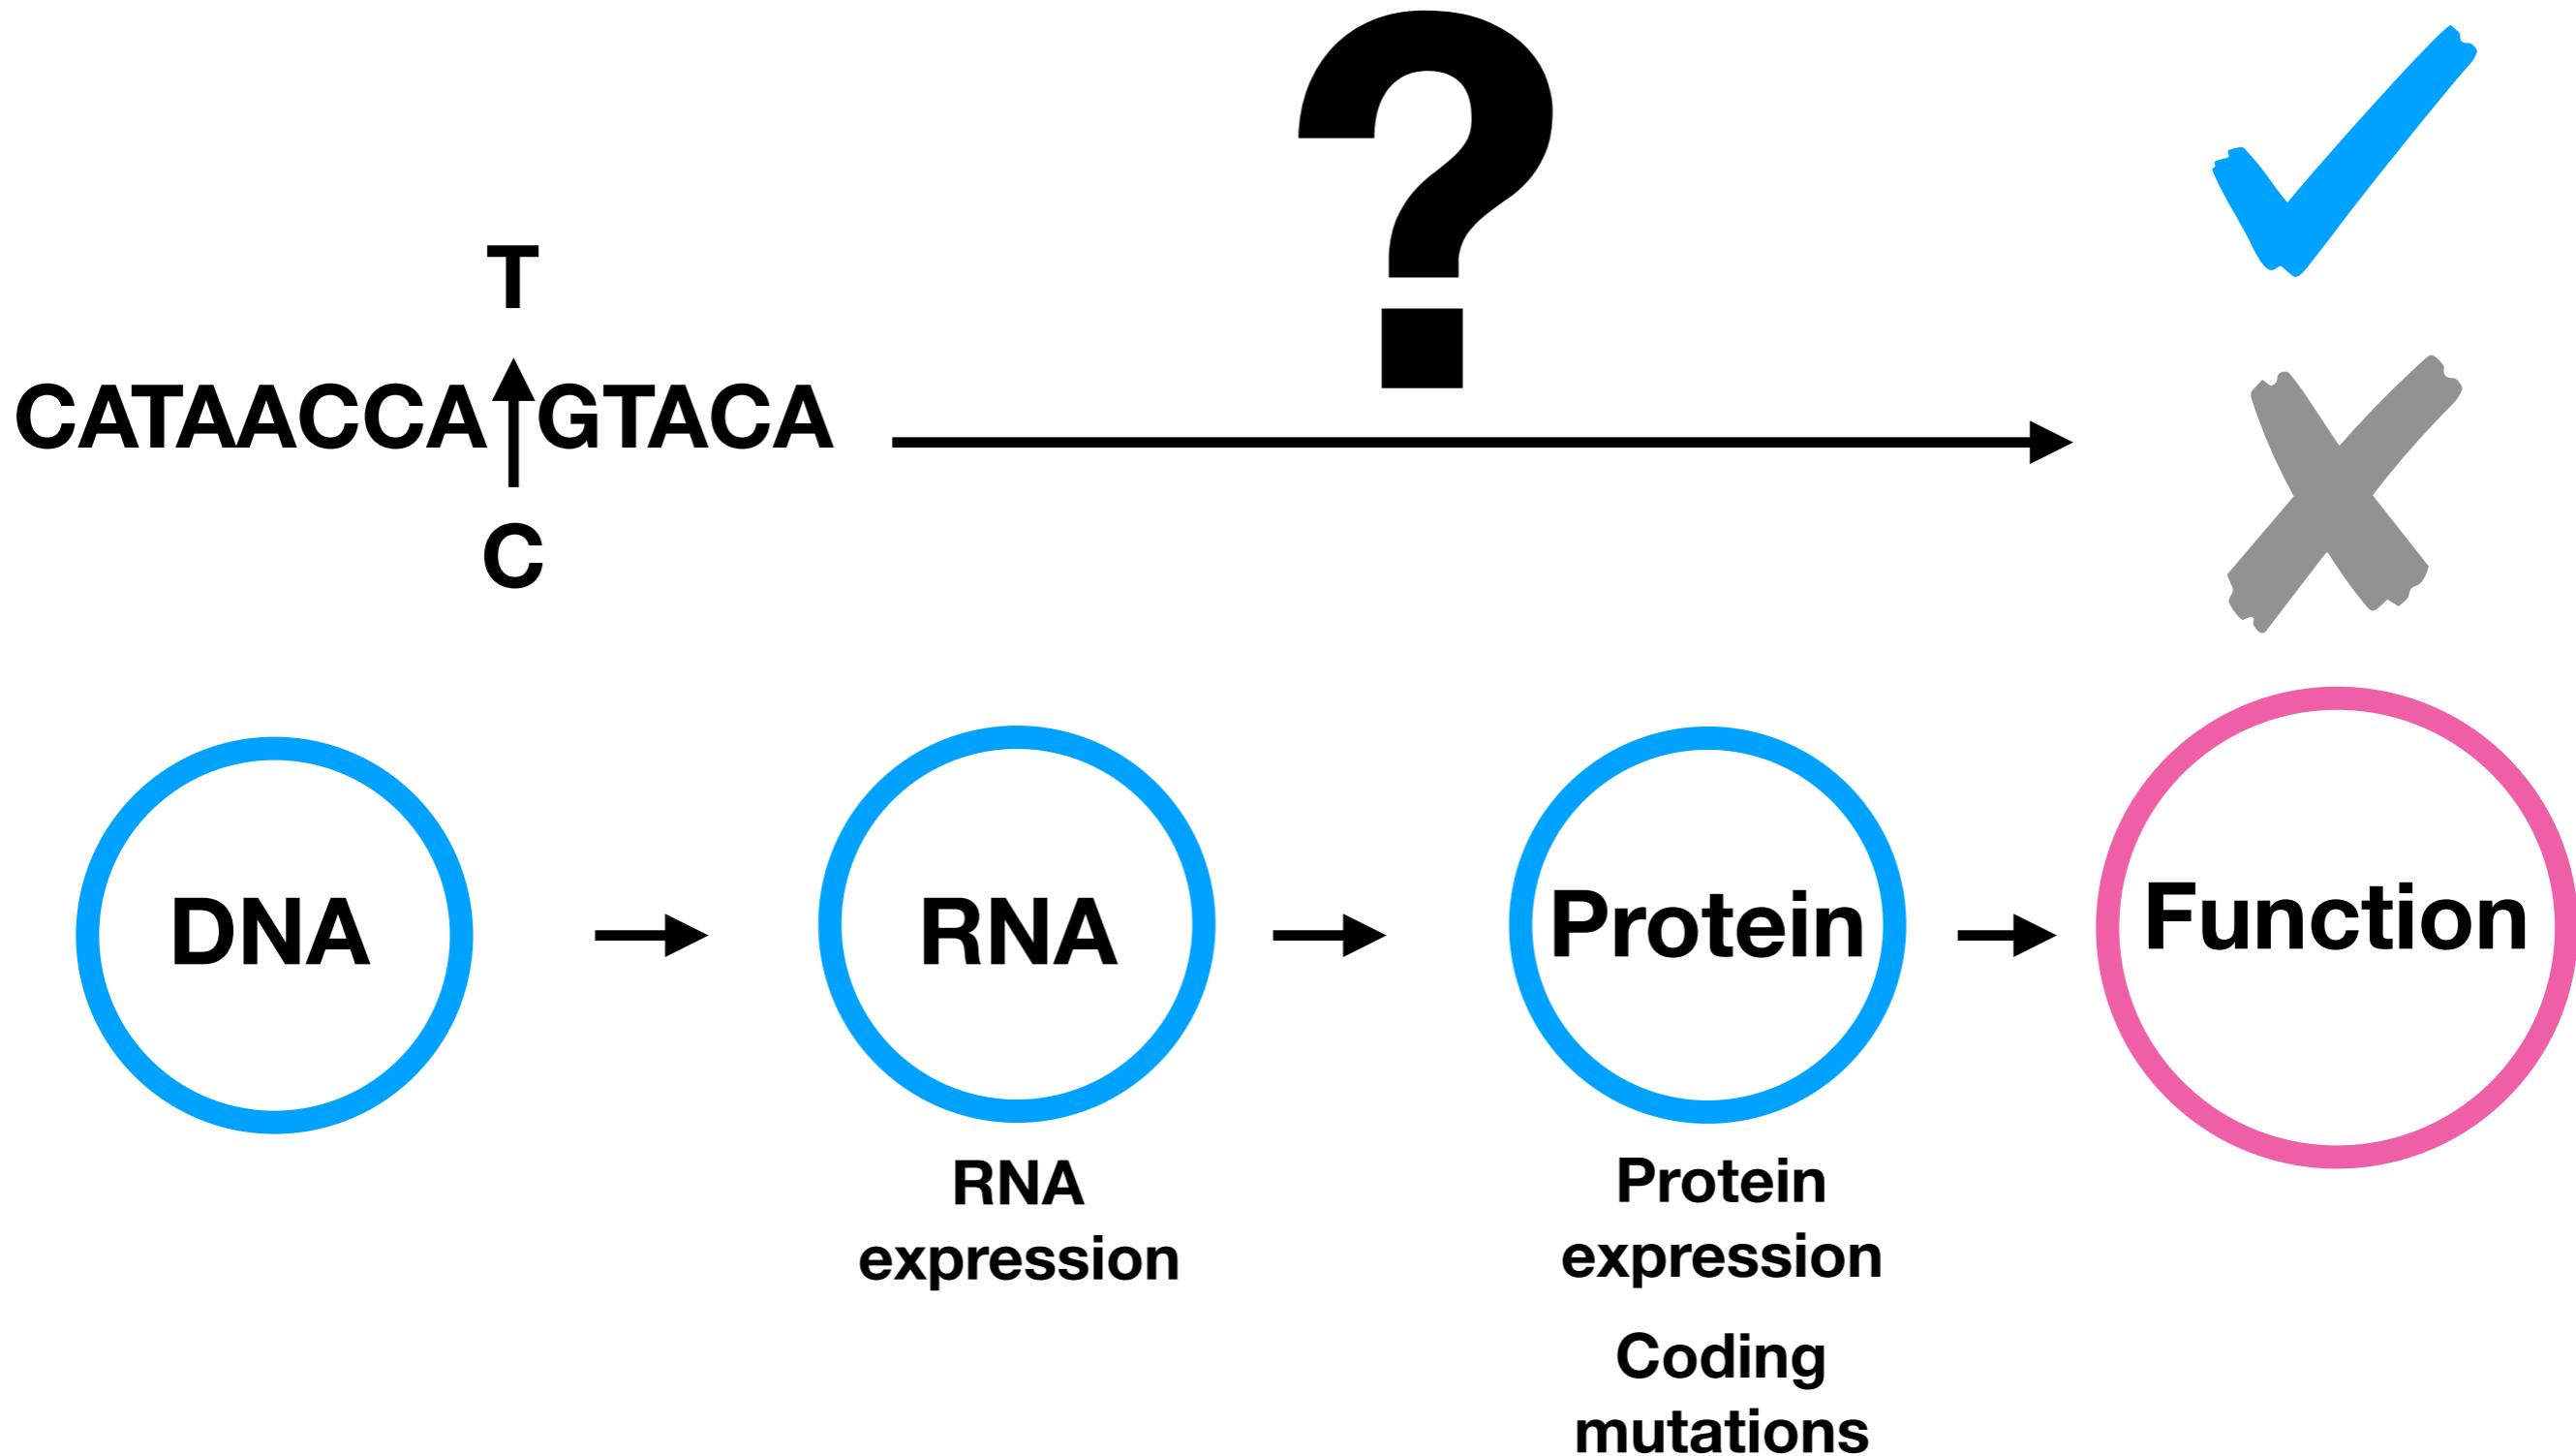 ?
T
CATAACCA GTACA
C
DNA
RNA
Protein
Function
RNA
expression
Protein
expression
Coding
mutations